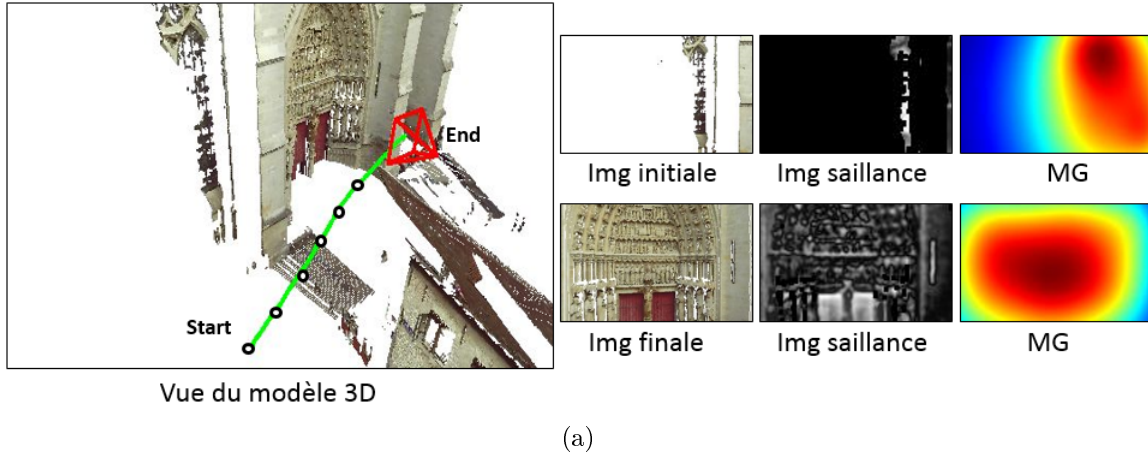 End
Start
Vue du modèle 3D
Img initiale
Img saillance
MG
Img finale
Img saillance
MG
(a)